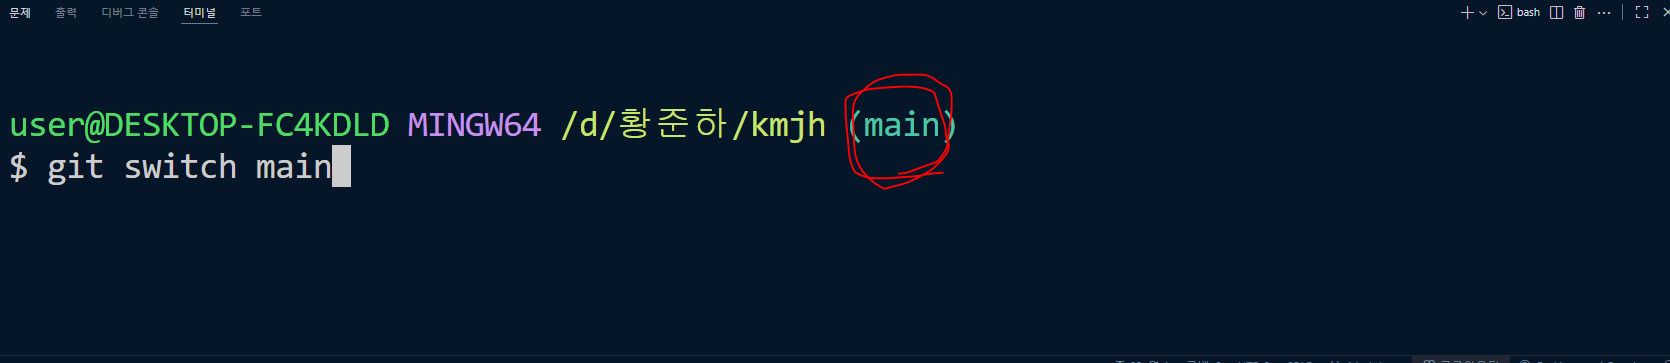 문제 출력 디버그 콘솔 터미널 포트 bash
user@DESKTOP-FC4KDLD MINGW64 /d/황준하/kmjh (main)
$ git switch main